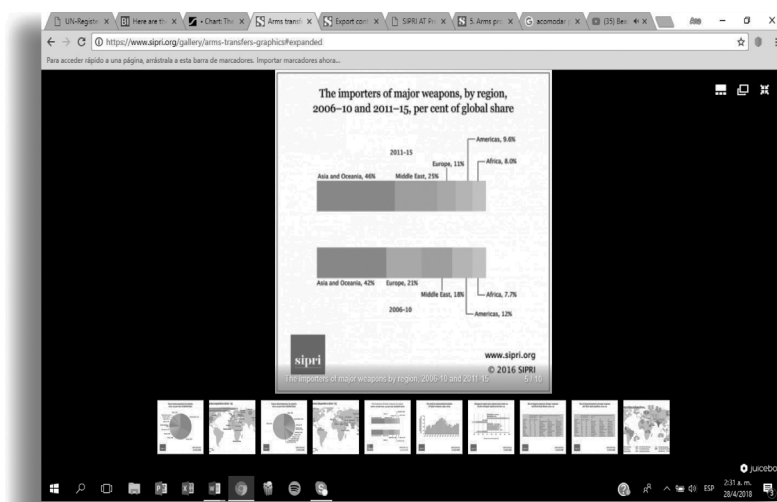 UN-Registe
Here are th
Chart: The
Arms transf
Export cont
SIPRI AT Pr
5. Arms pro
acomodar
(35) Bes
Ana
https://www.sipri.org/gallery/arms-transfers-graphics#expanded
Para acceder rápido a una página, arrástrala a esta barra de marcadores. Importar marcadores ahora...
The importers of major weapons, by region,
2006–10 and 2011–15, per cent of global share
Americas, 9.6%
2011-15
Europe, 11%
Africa, 8.0%
Asia and Oceania, 46%
Middle East, 25%
Asia and Oceania, 42%
Europe, 21%
Middle East, 18%
Africa, 7.7%
2006-10
Americas, 12%
sipri
www.sipri.org
© 2016 SIPRI
The importers of major weapons by region, 2006-10 and 2011-15
5 / 10
juicebo
ESP
2:31 a. m.
28/4/2018